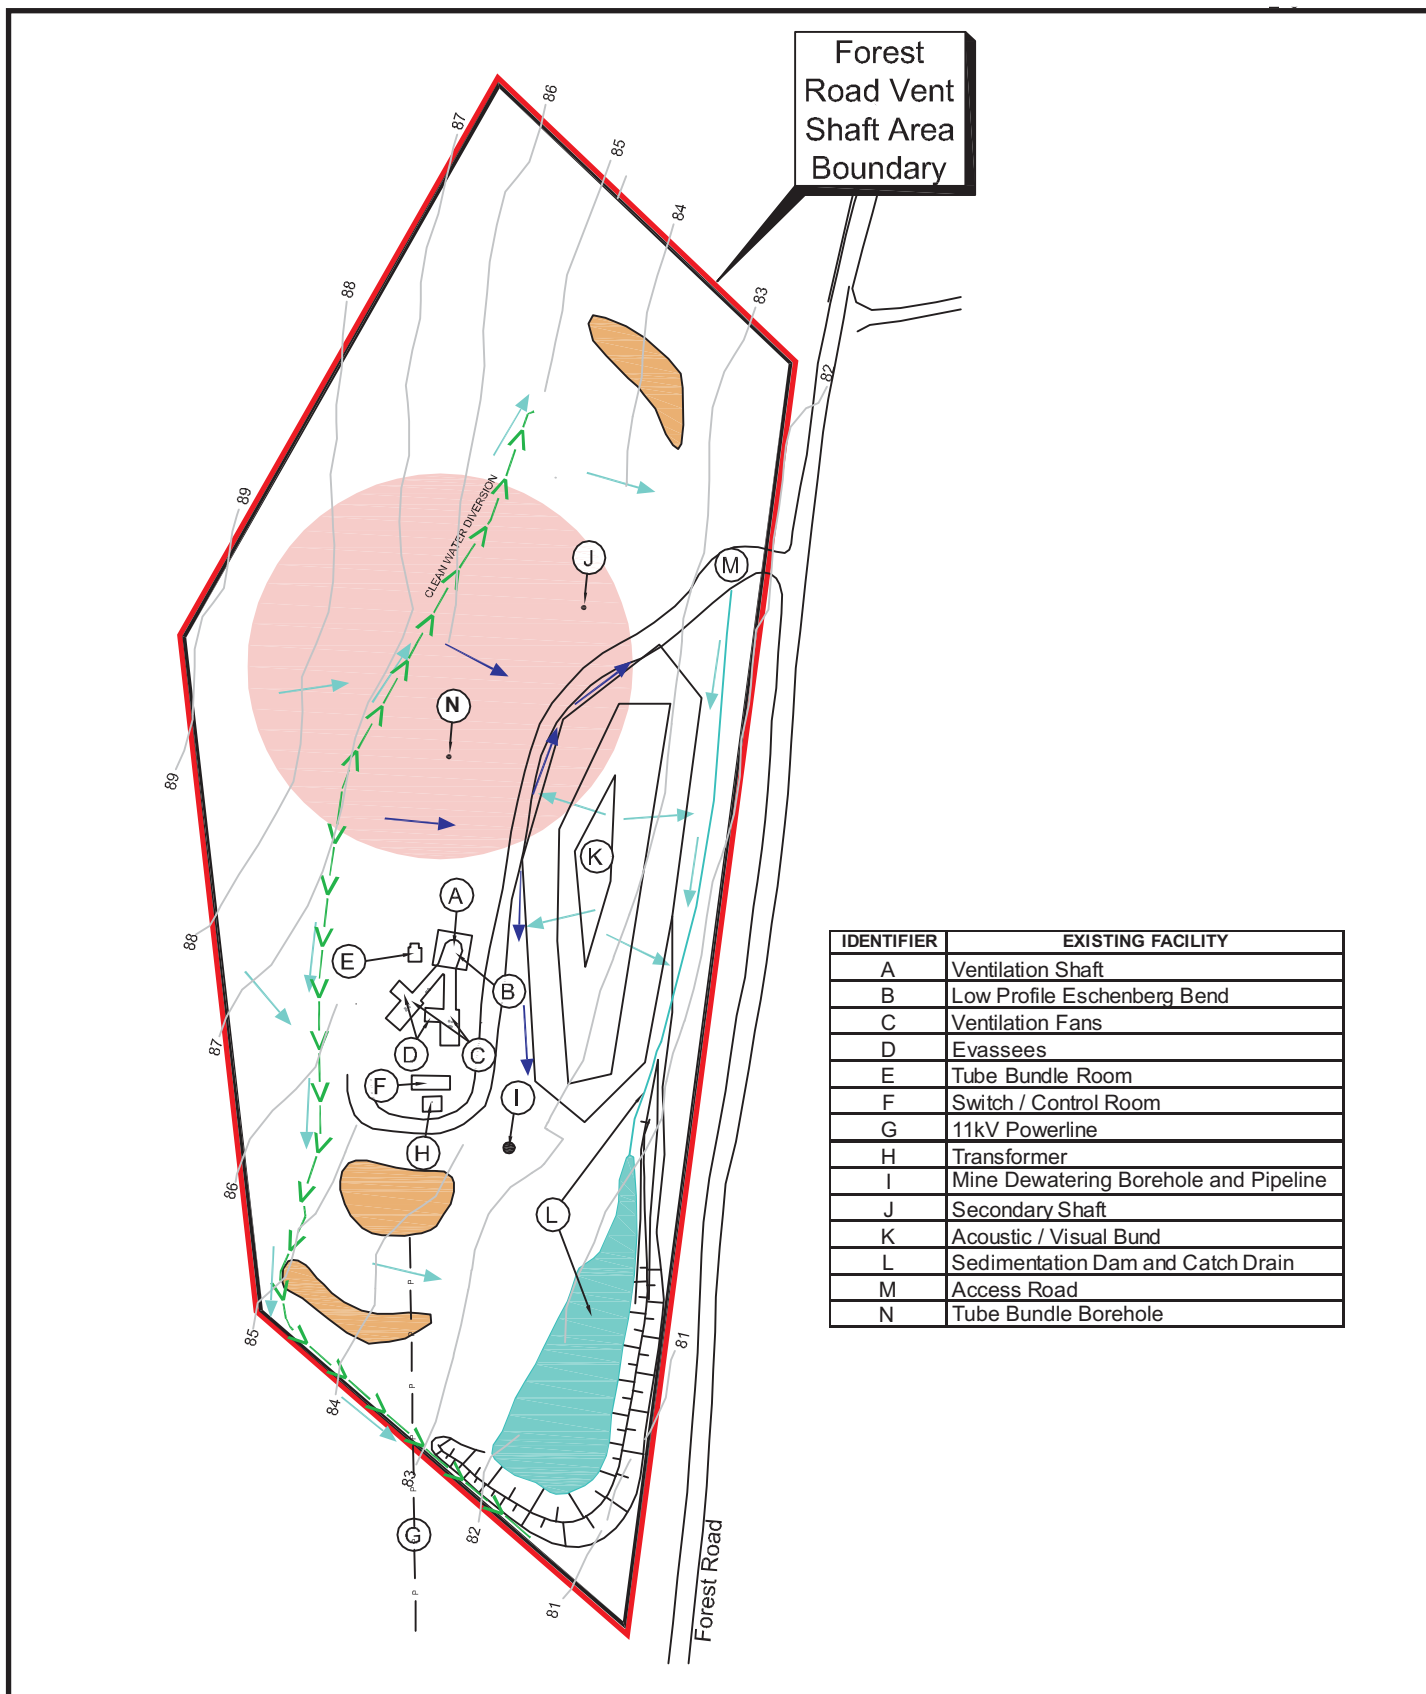 Forest
Road Vent
Shaft Area
Boundary
86
87
85
84
88
83
82
89
CLEAN WATER DIVERSION
J
M
N
89
K
A
88
E
B
87
D
C
F
I
H
86
L
85
81
84
83
G
82
81
Forest Road
P
P
P
P
P
P
IDENTIFIER EXISTING FACILITY
A Ventilation Shaft
B Low Profile Eschenberg Bend
C Ventilation Fans
D Evassees
E Tube Bundle Room
F Switch / Control Room
G 11kV Powerline
H Transformer
I Mine Dewatering Borehole and Pipeline
J Secondary Shaft
K Acoustic / Visual Bund
L Sedimentation Dam and Catch Drain
M Access Road
N Tube Bundle Borehole